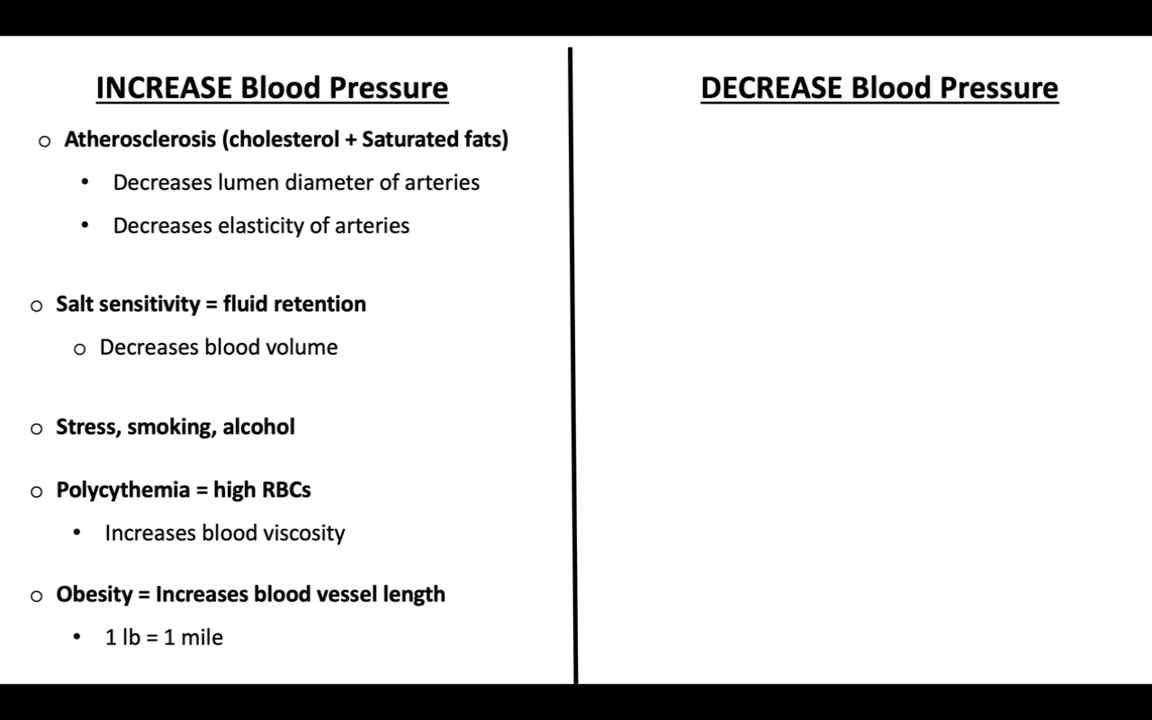 INCREASE Blood Pressure
DECREASE Blood Pressure
○ Atherosclerosis (cholesterol + Saturated fats)
• Decreases lumen diameter of arteries
• Decreases elasticity of arteries
○ Salt sensitivity = fluid retention
○ Decreases blood volume
○ Stress, smoking, alcohol
○ Polycythemia = high RBCs
• Increases blood viscosity
○ Obesity = Increases blood vessel length
• 1 lb = 1 mile